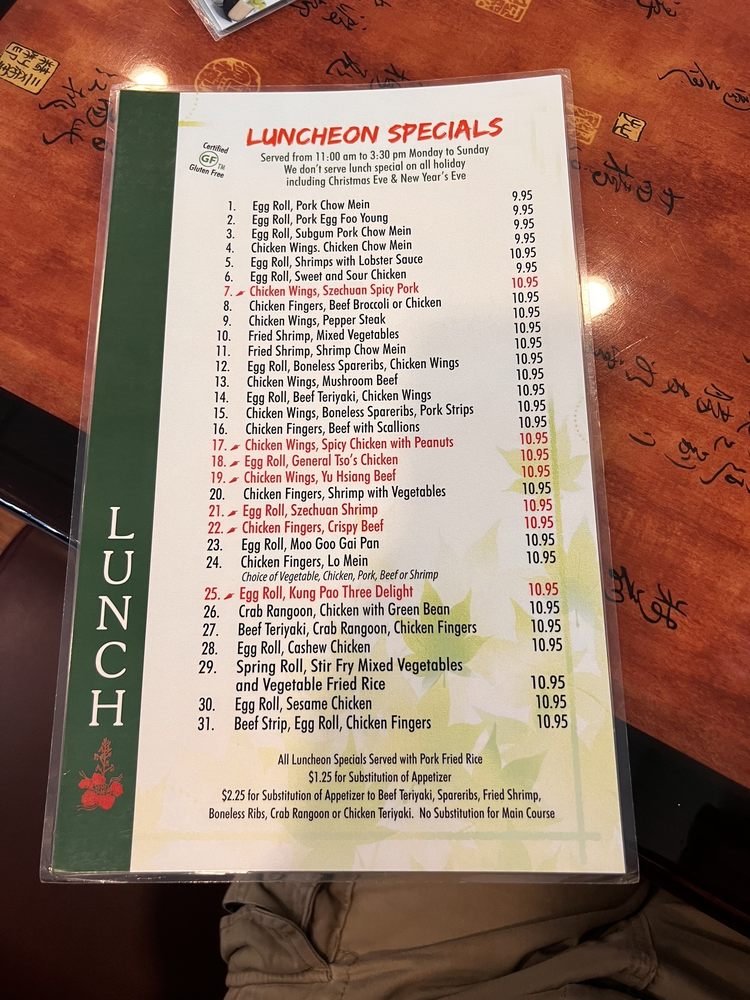 LUNCHEON SPECIALS
Certified
GF TM
Gluten Free
Served from 11:00 am to 3:30 pm Monday to Sunday
We don't serve lunch special on all holiday
including Christmas Eve & New Year's Eve
1. Egg Roll, Pork Chow Mein 9.95
2. Egg Roll, Pork Egg Foo Young 9.95
3. Egg Roll, Subgum Pork Chow Mein 9.95
4. Chicken Wings. Chicken Chow Mein 9.95
5. Egg Roll, Shrimps with Lobster Sauce 10.95
6. Egg Roll, Sweet and Sour Chicken 9.95
7. Chicken Wings, Szechuan Spicy Pork 10.95
8. Chicken Fingers, Beef Broccoli or Chicken 10.95
9. Chicken Wings, Pepper Steak 10.95
10. Fried Shrimp, Mixed Vegetables 10.95
11. Fried Shrimp, Shrimp Chow Mein 10.95
12. Egg Roll, Boneless Spareribs, Chicken Wings 10.95
13. Chicken Wings, Mushroom Beef 10.95
14. Egg Roll, Beef Teriyaki, Chicken Wings 10.95
15. Chicken Wings, Boneless Spareribs, Pork Strips 10.95
16. Chicken Fingers, Beef with Scallions 10.95
17. Chicken Wings, Spicy Chicken with Peanuts 10.95
18. Egg Roll, General Tso's Chicken 10.95
19. Chicken Wings, Yu Hsiang Beef 10.95
20. Chicken Fingers, Shrimp with Vegetables 10.95
21. Egg Roll, Szechuan Shrimp 10.95
22. Chicken Fingers, Crispy Beef 10.95
23. Egg Roll, Moo Goo Gai Pan 10.95
24. Chicken Fingers, Lo Mein 10.95
Choice of Vegetable, Chicken, Pork, Beef or Shrimp
25. Egg Roll, Kung Pao Three Delight 10.95
26. Crab Rangoon, Chicken with Green Bean 10.95
27. Beef Teriyaki, Crab Rangoon, Chicken Fingers 10.95
28. Egg Roll, Cashew Chicken 10.95
29. Spring Roll, Stir Fry Mixed Vegetables
and Vegetable Fried Rice 10.95
30. Egg Roll, Sesame Chicken 10.95
31. Beef Strip, Egg Roll, Chicken Fingers 10.95
All Luncheon Specials Served with Pork Fried Rice
$1.25 for Substitution of Appetizer
$2.25 for Substitution of Appetizer to Beef Teriyaki, Spareribs, Fried Shrimp,
Boneless Ribs, Crab Rangoon or Chicken Teriyaki. No Substitution for Main Course
LUNCH